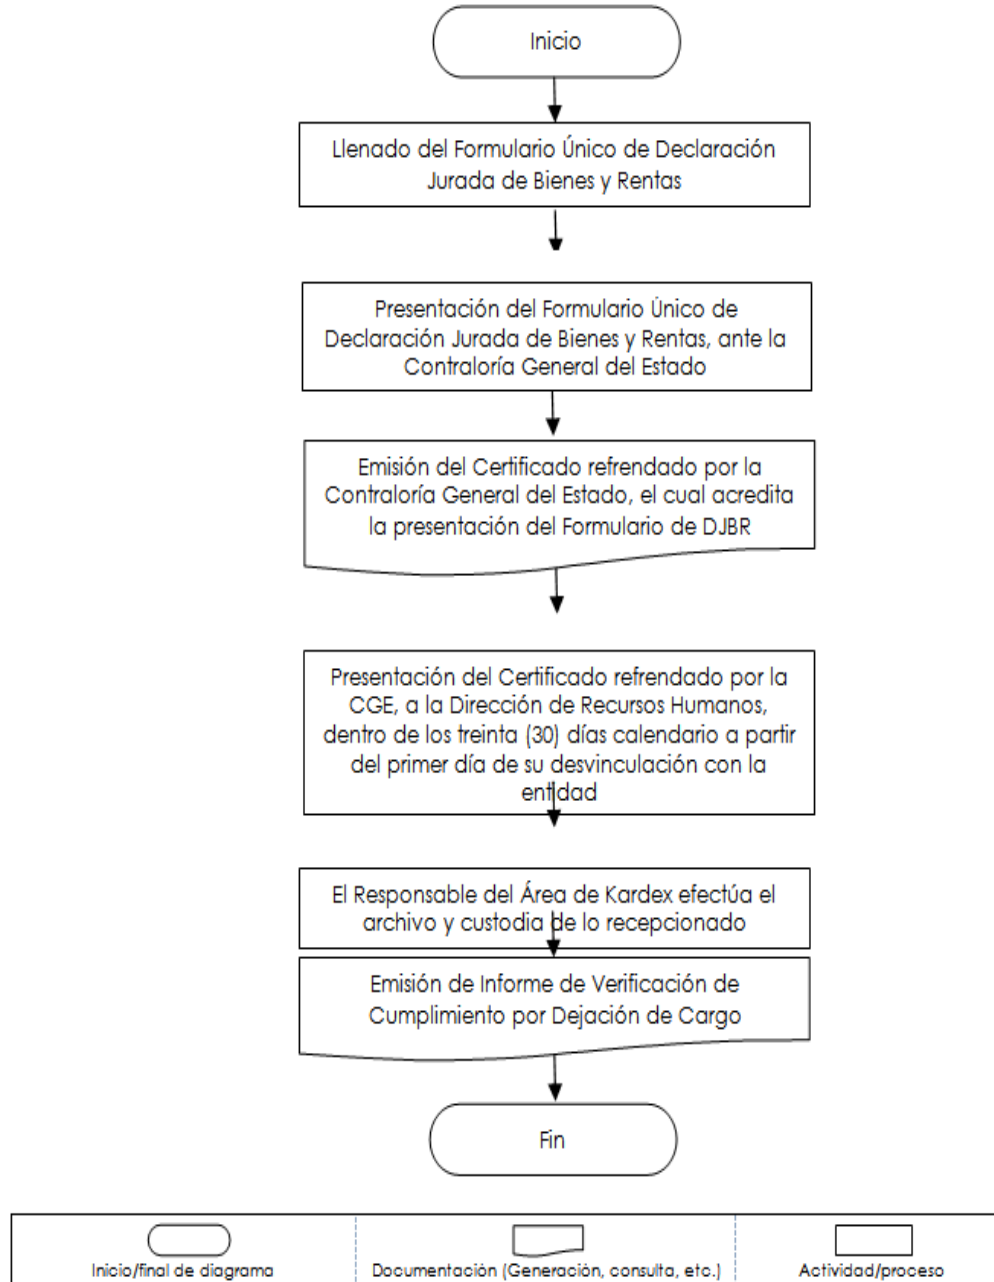 Inicio
Llenado del Formulario Único de Declaración
Jurada de Bienes y Rentas
Presentación del Formulario Único de
Declaración Jurada de Bienes y Rentas, ante la
Contraloría General del Estado
Emisión del Certificado refrendado por la
Contraloría General del Estado, el cual acredita
la presentación del Formulario de DJBR
Presentación del Certificado refrendado por la
CGE, a la Dirección de Recursos Humanos,
dentro de los treinta (30) días calendario a partir
del primer día de su desvinculación con la
entidad
El Responsable del Área de Kardex efectúa el
archivo y custodia de lo recepcionado
Emisión de Informe de Verificación de
Cumplimiento por Dejación de Cargo
Fin
Inicio/final de diagrama
Documentación (Generación, consulta, etc.)
Actividad/proceso